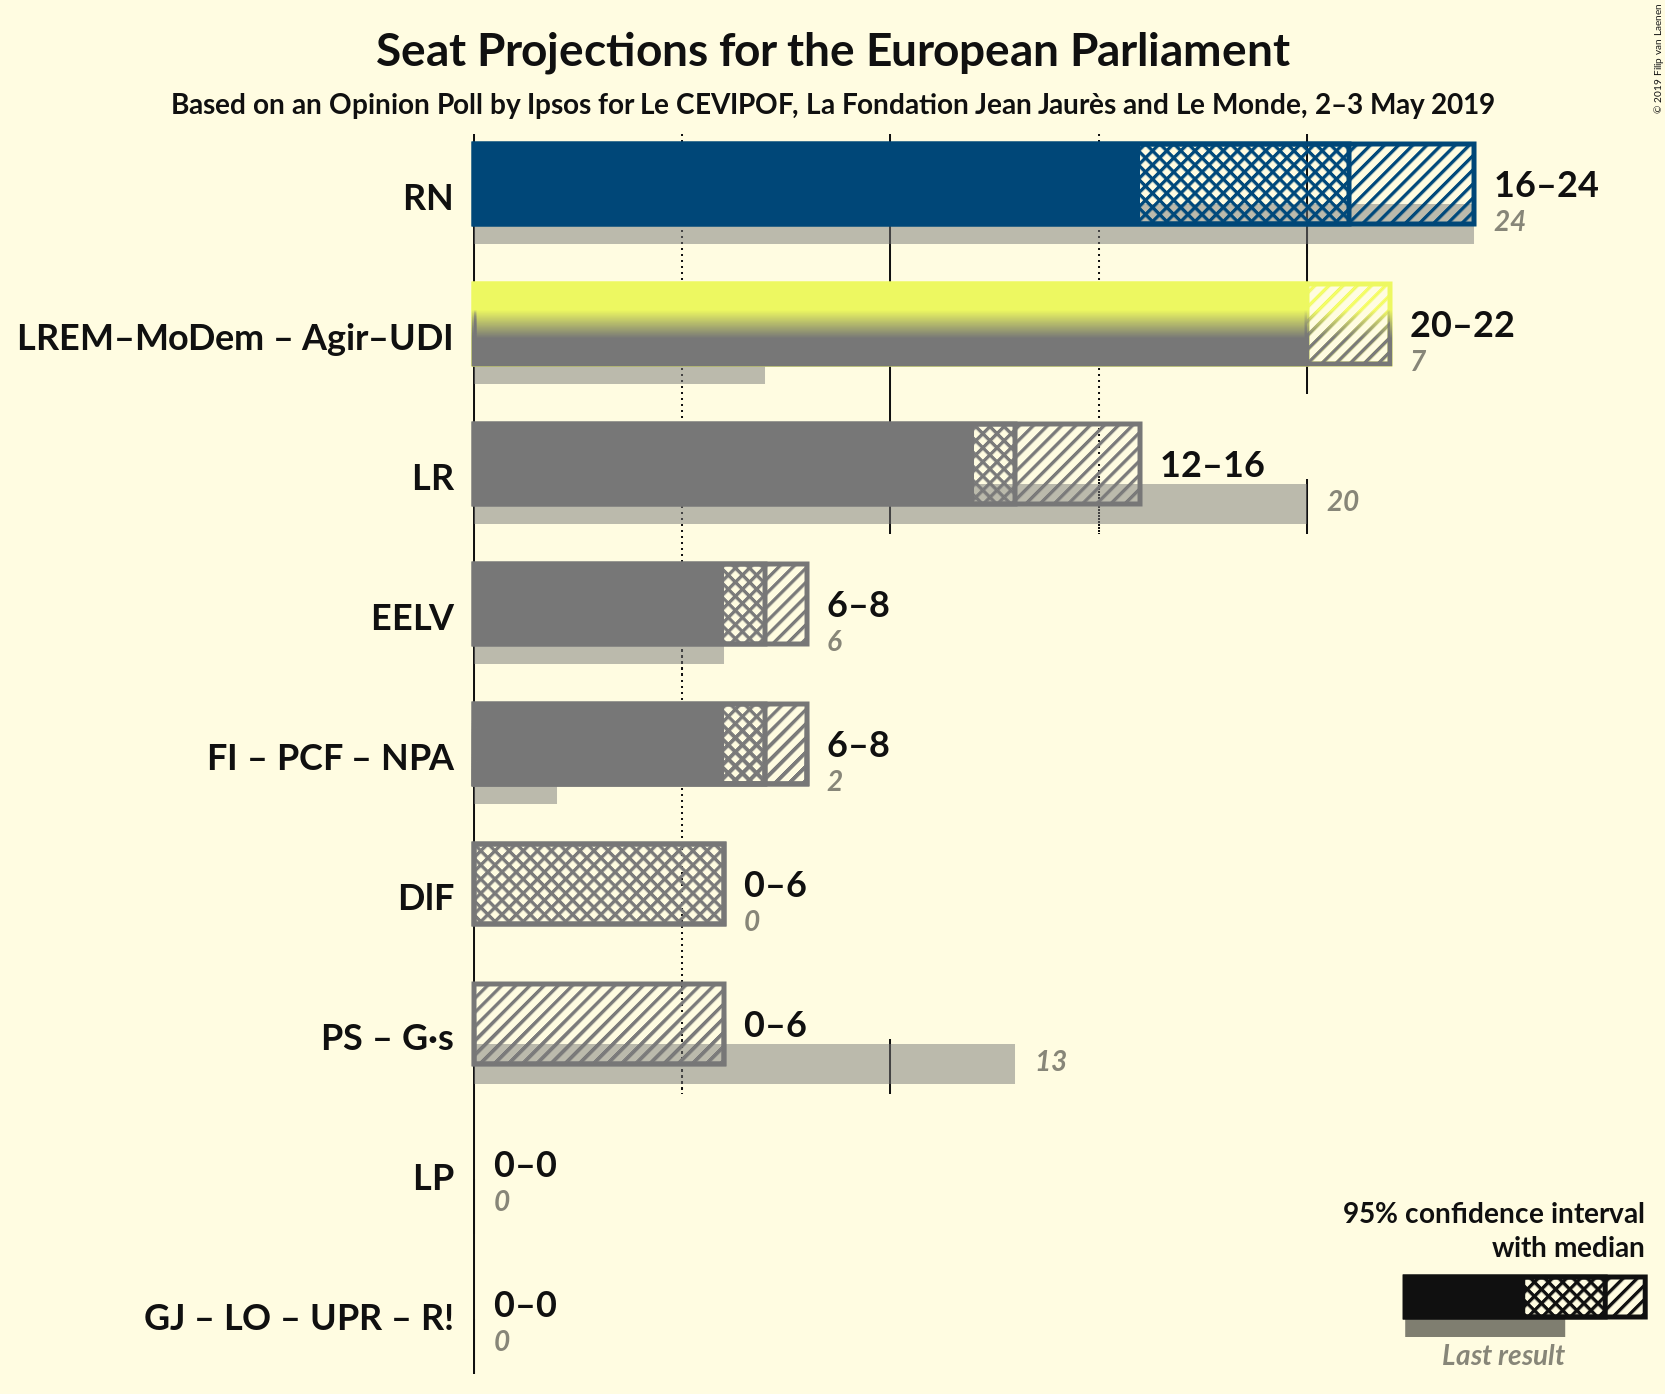 Seat Projections for the European Parliament
Based on an Opinion Poll by Ipsos for Le CEVIPOF, La Fondation Jean Jaurès and Le Monde, 2–3 May 2019
© 2019 Filip van Laenen
RN
16–24
24
LREM–MoDem – Agir–UDI
20–22
7
LR
12–16
20
EELV
6–8
6
FI – PCF – NPA
6–8
2
DlF
0–6
0
PS – G·s
0–6
13
LP
0–0
0
GJ – LO – UPR – R!
0–0
0
95% confidence interval
with median
Last result